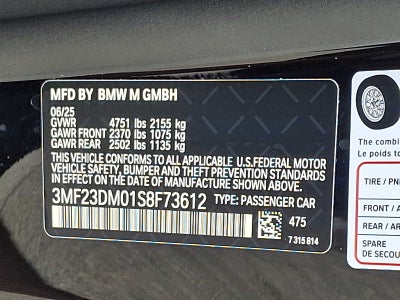 MFD BY BMW M GMBH
06/25
GVWR 4751 lbs 2155 kg
GAWR FRONT 2370 lbs 1075 kg
GAWR REAR 2502 lbs 1135 kg
THIS VEHICLE CONFORMS TO ALL APPLICABLE U.S. FEDERAL MOTOR
VEHICLE SAFETY, BUMPER AND THEFT PREVENTION STANDARDS
IN EFFECT ON THE DATE OF MANUFACTURE SHOWN ABOVE.
3MF23DM01S8F73612 TYPE: PASSENGER CAR
475
7 315 814
The com
Le poids to
TIRE / PN
FRONT
REAR / AR
SPARE
DE SECOU